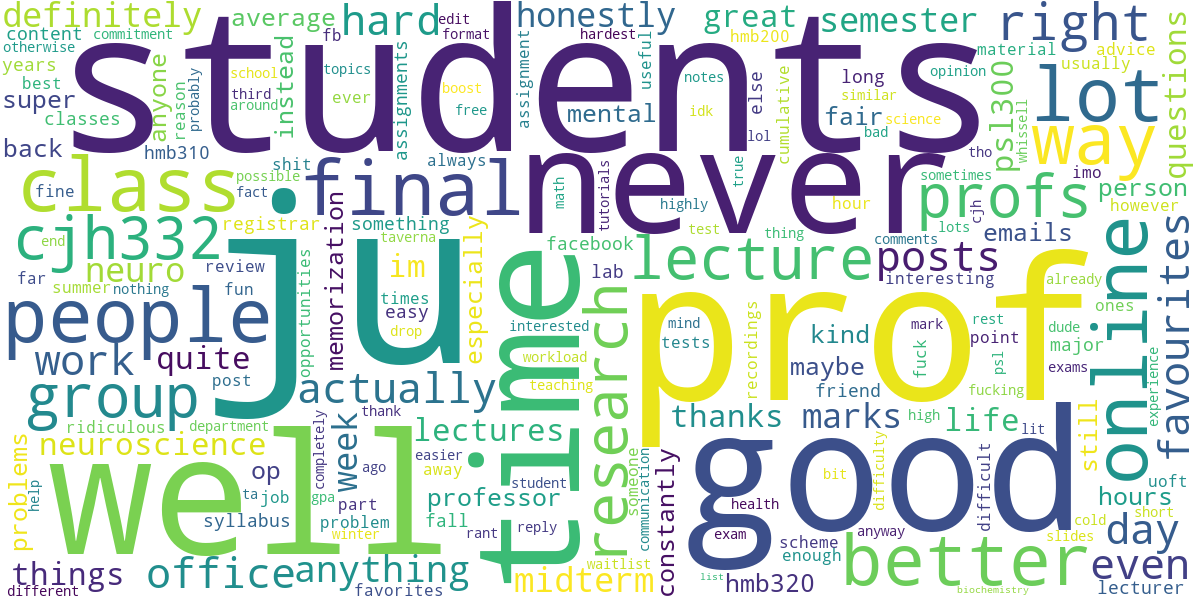 definitely
content commitment
otherwise
years
best
super
classes
back
anyone
reason
probably
hmb310
average
school
third
around
instead
fb
hard
edit
format
topics
ever
assignments
boost
free
students
honestly
hardest
assignment
mental
great
hmb200
useful
notes
idk
else
lol
cumulative
semester
long
similar
fair
science
bad
opinion
right
material
usually
advice
lot
psl300
whissell
way
questions
tho
imo
class
possible
fact
fine
shit
final
always
never
math
tutorials
highly
true
hour
sometimes
profs
cjh
lots
person
however
cjh332
end
registrar
memorization
something
taverna
especially
test
thing
comments
emails
facebook
neuro
far
review
summer
nothing
fun
opportunities
ju
im
times
easy
drop
time
lab
lecture
posts
interesting
already
ones
online
favourites
people
work
quite
post
group
actually
interested
workload
teaching
research
prof
mind
tests
recordings
kind
maybe
friend
mark
fuck
rest
point
psl
fucking
dude
major
exams
experience
ridiculous
department
thank
thanks
marks
high
life
lit
still
neuroscience
problems
help
well
op
ta
job
gpa
completely
week
ago
part
problem
winter
syllabus
lectures
easier
away
professor
fall
rant
student
reply
someone
communication
constantly
good
bit
health
exam
difficulty
difficult
anyway
scheme
enough
uoft
hours
cold
short
slides
day
things
different
office
anything
favorites
midterm
waitlist
list
hmb320
better
biochemistry
even
lecturer